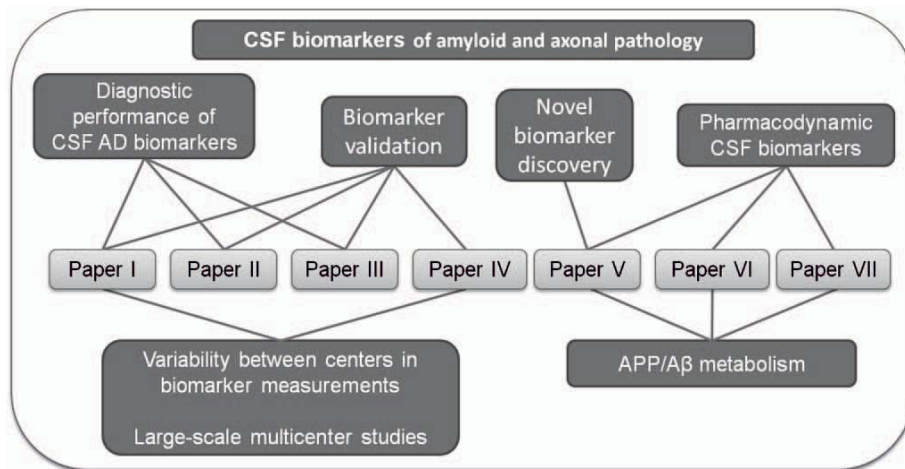 CSF biomarkers of amyloid and axonal pathology
Diagnostic
performance of
CSF AD biomarkers
Biomarker
validation
Novel
biomarker
discovery
Pharmacodynamic
CSF biomarkers
Paper I
Paper II
Paper III
Paper IV
Paper V
Paper VI
Paper VII
Variability between centers in
biomarker measurements
Large-scale multicenter studies
APP/Aβ metabolism